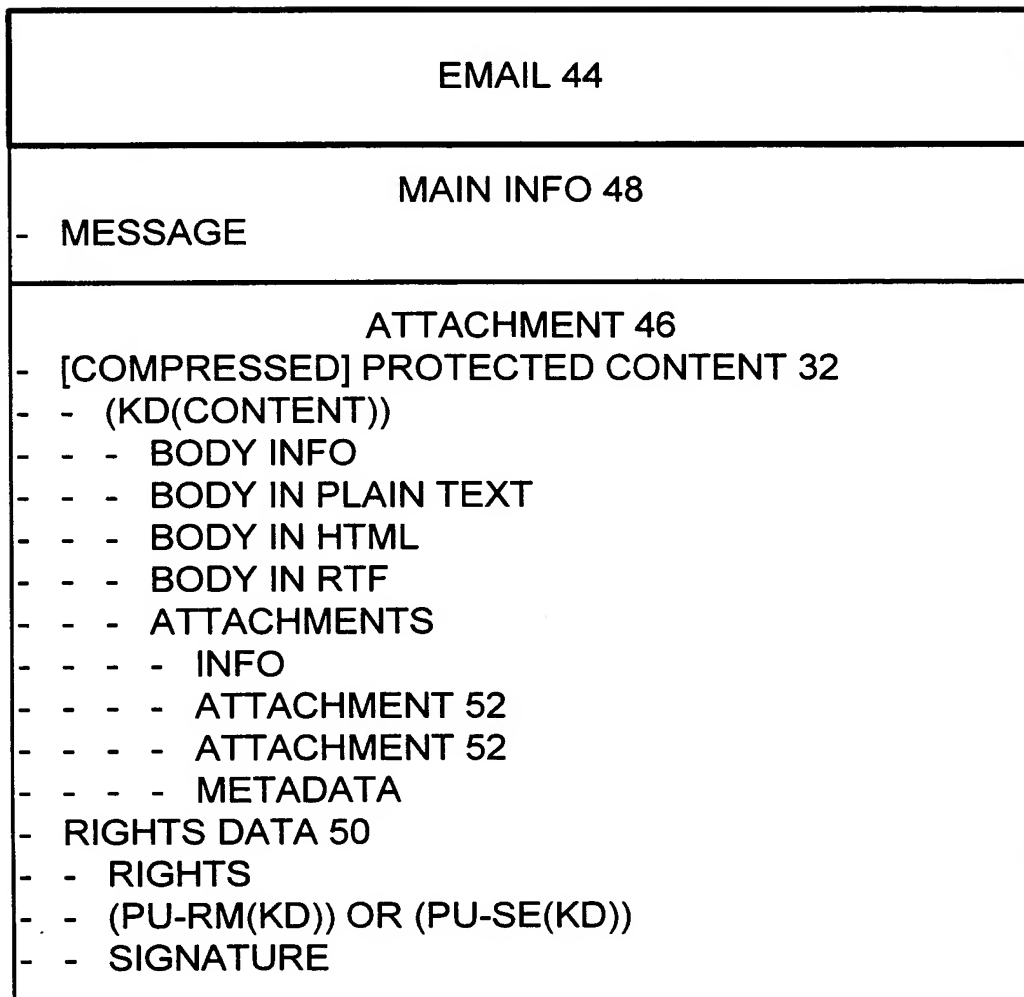 EMAIL 44
MAIN INFO 48
- MESSAGE
ATTACHMENT 46
- [COMPRESSED] PROTECTED CONTENT 32
- - (KD(CONTENT))
- - - BODY INFO
- - - BODY IN PLAIN TEXT
- - - BODY IN HTML
- - - BODY IN RTF
- - - ATTACHMENTS
- - - - INFO
- - - - ATTACHMENT 52
- - - - ATTACHMENT 52
- - - - METADATA
- RIGHTS DATA 50
- - RIGHTS
- - (PU-RM(KD)) OR (PU-SE(KD))
- - SIGNATURE